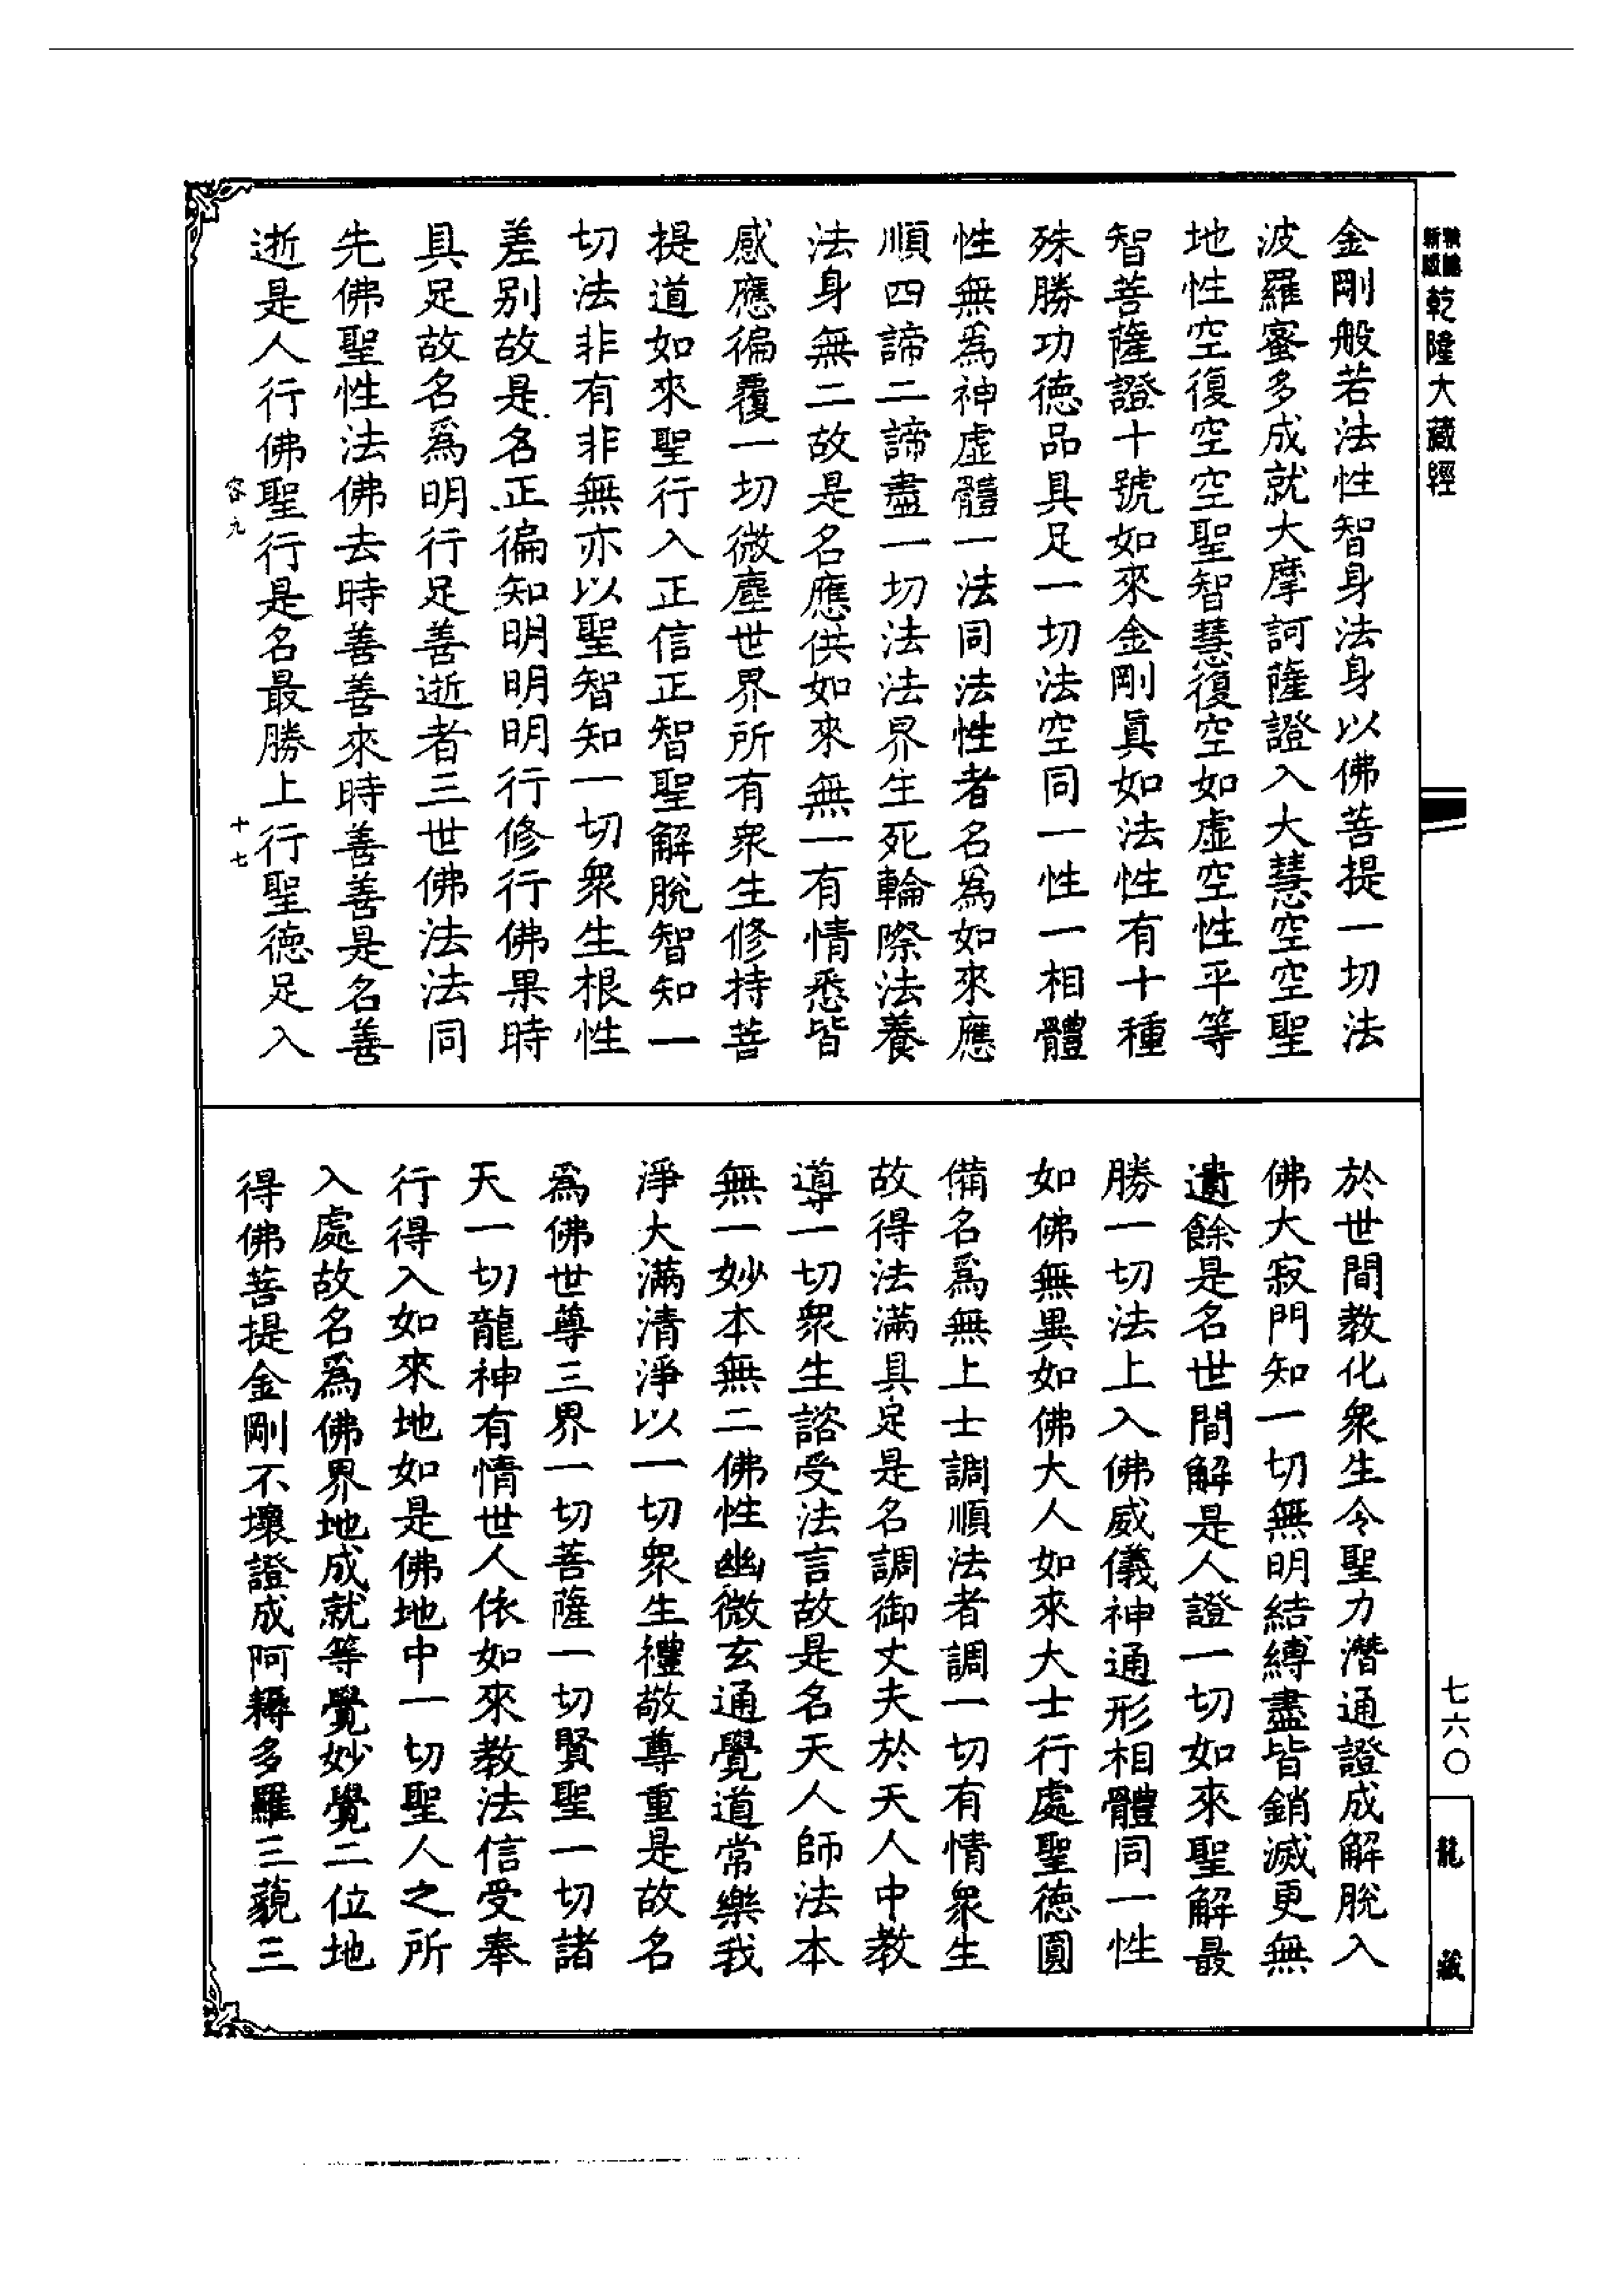 乾隆大藏經
金剛般若法性智身法身以佛菩提一切法
波羅蜜多成就大摩訶薩證入大慧空空聖
地性空復空空聖智慧復空如虛空性平等
智菩薩證十號如來金剛眞如法性有十種
殊勝功德品具足一切法空同一性一相體
性無爲神虛體一法同法性者名爲如來應
順四諦二諦盡一切法法界生死輪際法養
法身無二故是名應供如來無一有情悉皆
感應徧覆一切微塵世界所有衆生修持菩
提道如來聖行入正信正智聖解脫智知一
切法非有非無亦以聖智知一切衆生根性
差別故是名正徧知明明明行修行佛果時
具足故名爲明行足善逝者三世佛法法同
先佛聖性法佛去時善善來時善善是名善
逝是人行佛聖行是名最勝上行聖德足入
容九
十七
於世間教化衆生令聖力潛通證成解脫入
佛大寂門知一切無明結縛盡皆銷滅更無
遺餘是名世間解是人證一切如來聖解最
勝一切法上入佛威儀神通形相體同一性
如佛無異如佛大人如來大士行處聖德圓
備名爲無上士調順法者調一切有情衆生
故得法滿具足是名調御丈夫於天人中教
導一切衆生諮受法言故是名天人師法本
無一妙本無二佛性幽微玄通覺道常樂我
淨大滿清淨以一切衆生禮敬尊重是故名
爲佛世尊三界一切菩薩一切賢聖一切諸
天一切龍神有情世人依如來教法信受奉
行得入如來地如是佛地中一切聖人之所
入處故名爲佛界地成就等覺妙覺二位地
得佛菩提金剛不壞證成阿耨多羅三藐三
七六〇
龍藏